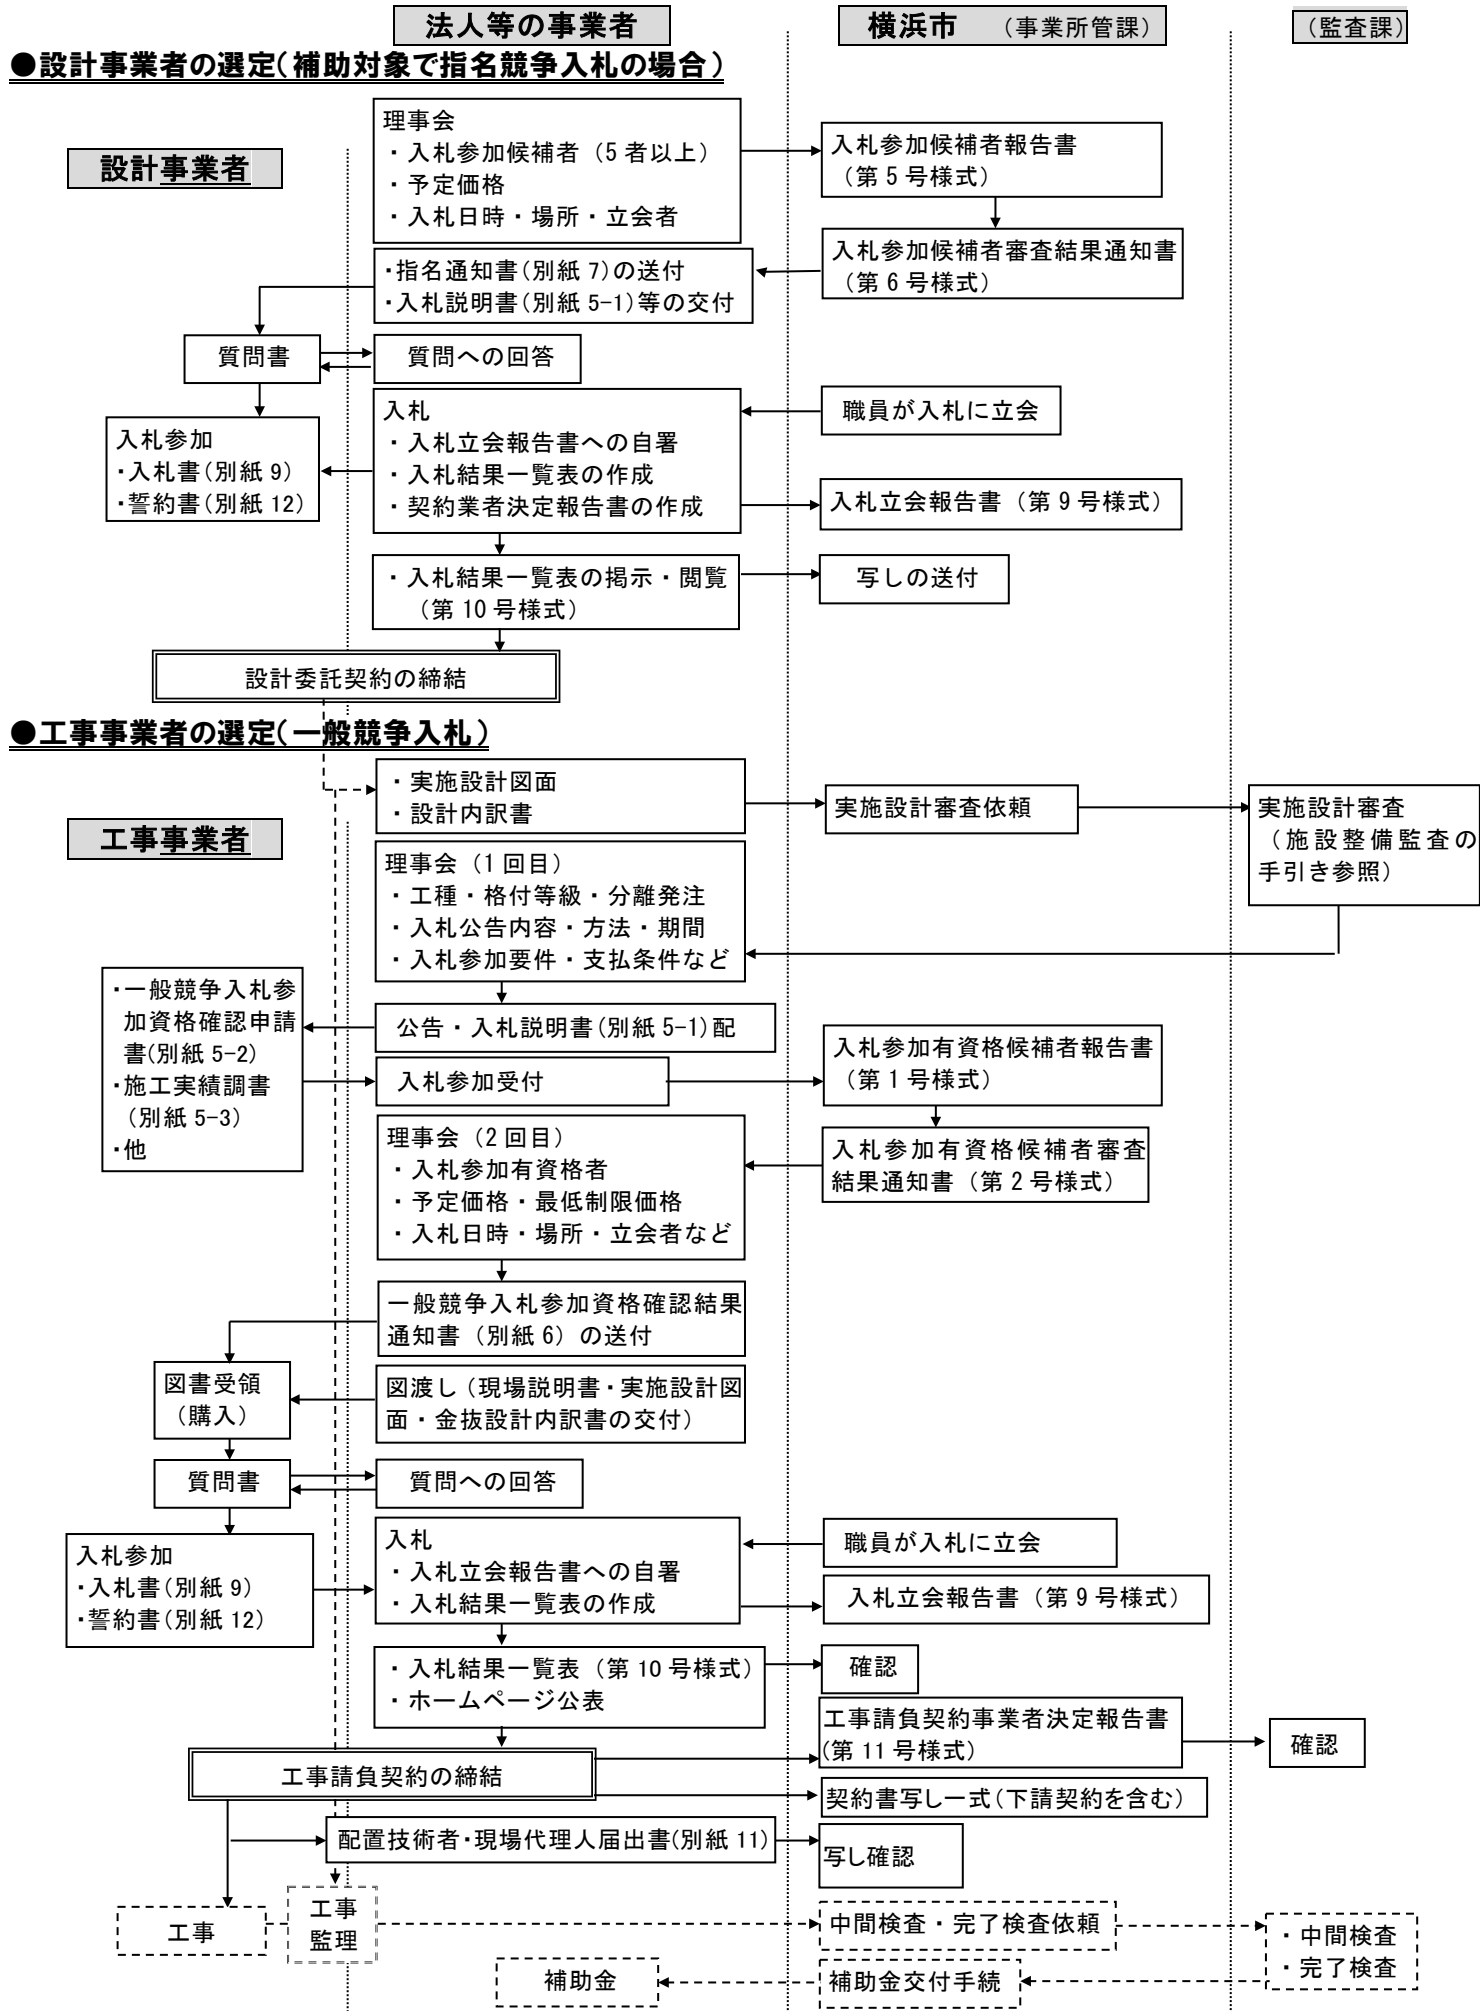 法人等の事業者
横浜市 （事業所管課）
（監査課）
●設計事業者の選定（補助対象で指名競争入札の場合）
設計事業者
理事会
・入札参加候補者（5者以上）
・予定価格
・入札日時・場所・立会者
入札参加候補者報告書
（第5号様式）
入札参加候補者審査結果通知書
（第6号様式）
・指名通知書（別紙7）の送付
・入札説明書（別紙5-1）等の交付
質問書
質問への回答
入札
・入札立会報告書への自署
・入札結果一覧表の作成
・契約業者決定報告書の作成
職員が入札に立会
入札参加
・入札書（別紙9）
・誓約書（別紙12）
入札立会報告書（第9号様式）
・入札結果一覧表の掲示・閲覧
（第10号様式）
写しの送付
設計委託契約の締結
●工事事業者の選定（一般競争入札）
工事事業者
・実施設計図面
・設計内訳書
実施設計審査依頼
実施設計審査
（施設整備監査の
手引き参照）
理事会（1回目）
・工種・格付等級・分離発注
・入札公告内容・方法・期間
・入札参加要件・支払条件など
・一般競争入札参
加資格確認申請
書(別紙5-2)
・施工実績調書
（別紙5-3）
・他
公告・入札説明書(別紙5-1)配
入札参加受付
入札参加有資格候補者報告書
（第1号様式）
理事会（2回目）
・入札参加有資格者
・予定価格・最低制限価格
・入札日時・場所・立会者など
入札参加有資格候補者審査
結果通知書（第2号様式）
一般競争入札参加資格確認結果
通知書（別紙6）の送付
図書受領
（購入）
図渡し（現場説明書・実施設計図
面・金抜設計内訳書の交付）
質問書
質問への回答
入札参加
・入札書（別紙9）
・誓約書（別紙12）
入札
・入札立会報告書への自署
・入札結果一覧表の作成
職員が入札に立会
入札立会報告書（第9号様式）
・入札結果一覧表（第10号様式）
・ホームページ公表
確認
工事請負契約事業者決定報告書
(第11号様式）
確認
工事請負契約の締結
契約書写し一式（下請契約を含む）
配置技術者・現場代理人届出書(別紙11）
写し確認
工事
工事
監理
中間検査・完了検査依頼
・中間検査
・完了検査
補助金
補助金交付手続